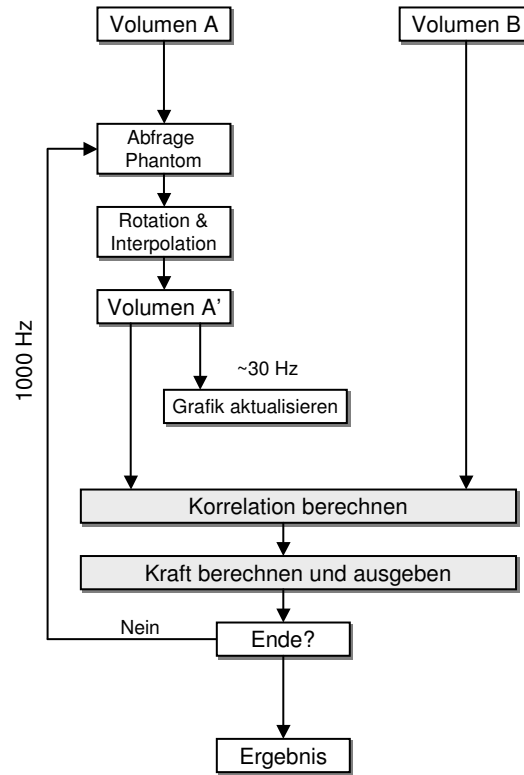 Volumen A
Volumen B
Abfrage
Phantom
Rotation &
Interpolation
Volumen A'
1000 Hz
~30 Hz
Grafik aktualisieren
Korrelation berechnen
Kraft berechnen und ausgeben
Nein
Ende?
Ergebnis